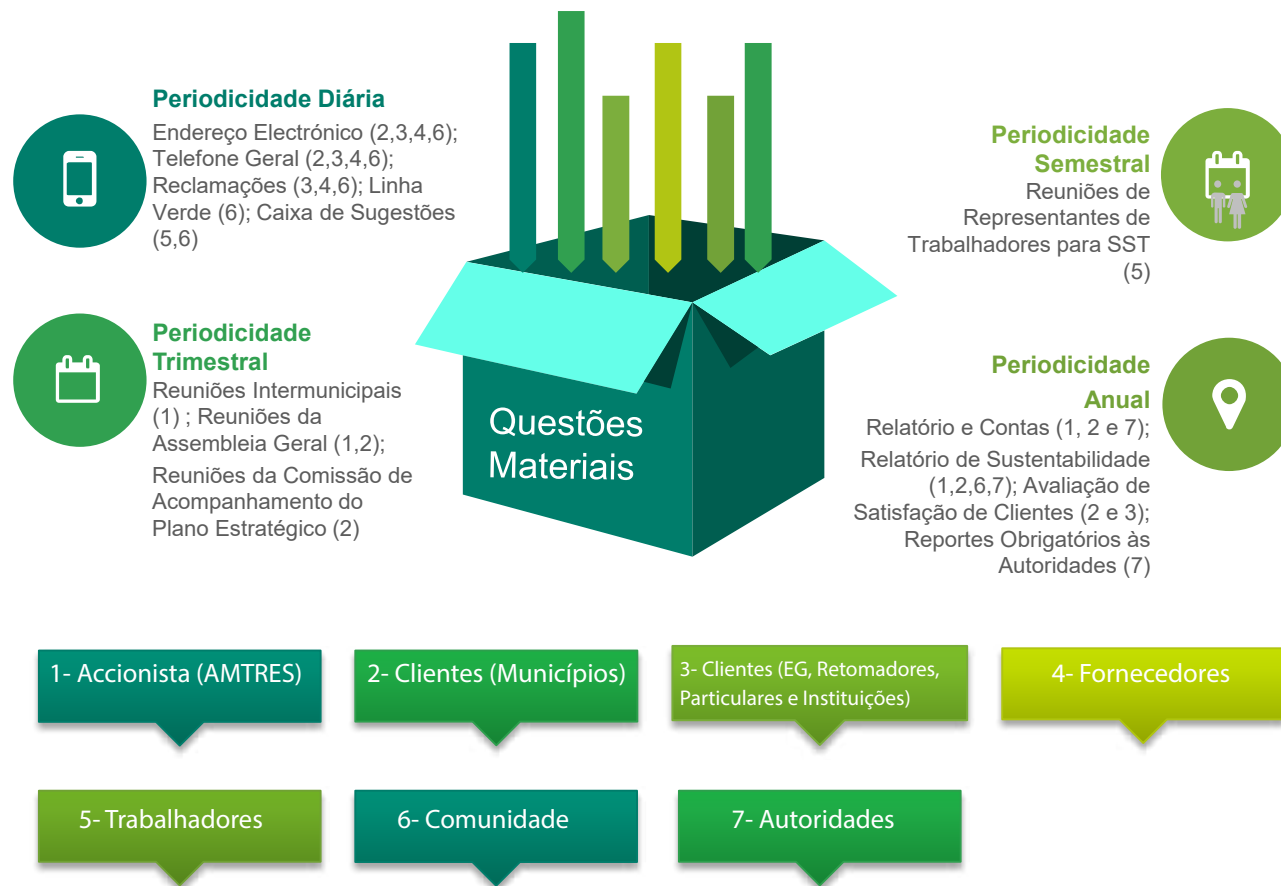 Periodicidade Diária
Endereço Electrónico (2,3,4,6);
Telefone Geral (2,3,4,6);
Reclamações (3,4,6); Linha
Verde (6); Caixa de Sugestões
(5,6)
Periodicidade
Trimestral
Reuniões Intermunicipais
(1) ; Reuniões da
Assembleia Geral (1,2);
Reuniões da Comissão de
Acompanhamento do
Plano Estratégico (2)
Questões
Materiais
Periodicidade
Semestral
Reuniões de
Representantes de
Trabalhadores para SST
(5)
Periodicidade
Anual
Relatório e Contas (1, 2 e 7);
Relatório de Sustentabilidade
(1,2,6,7); Avaliação de
Satisfação de Clientes (2 e 3);
Reportes Obrigatórios às
Autoridades (7)
1- Accionista (AMTRES)
2- Clientes (Municípios)
3- Clientes (EG, Retomadores,
Particulares e Instituições)
4- Fornecedores
5- Trabalhadores
6- Comunidade
7- Autoridades